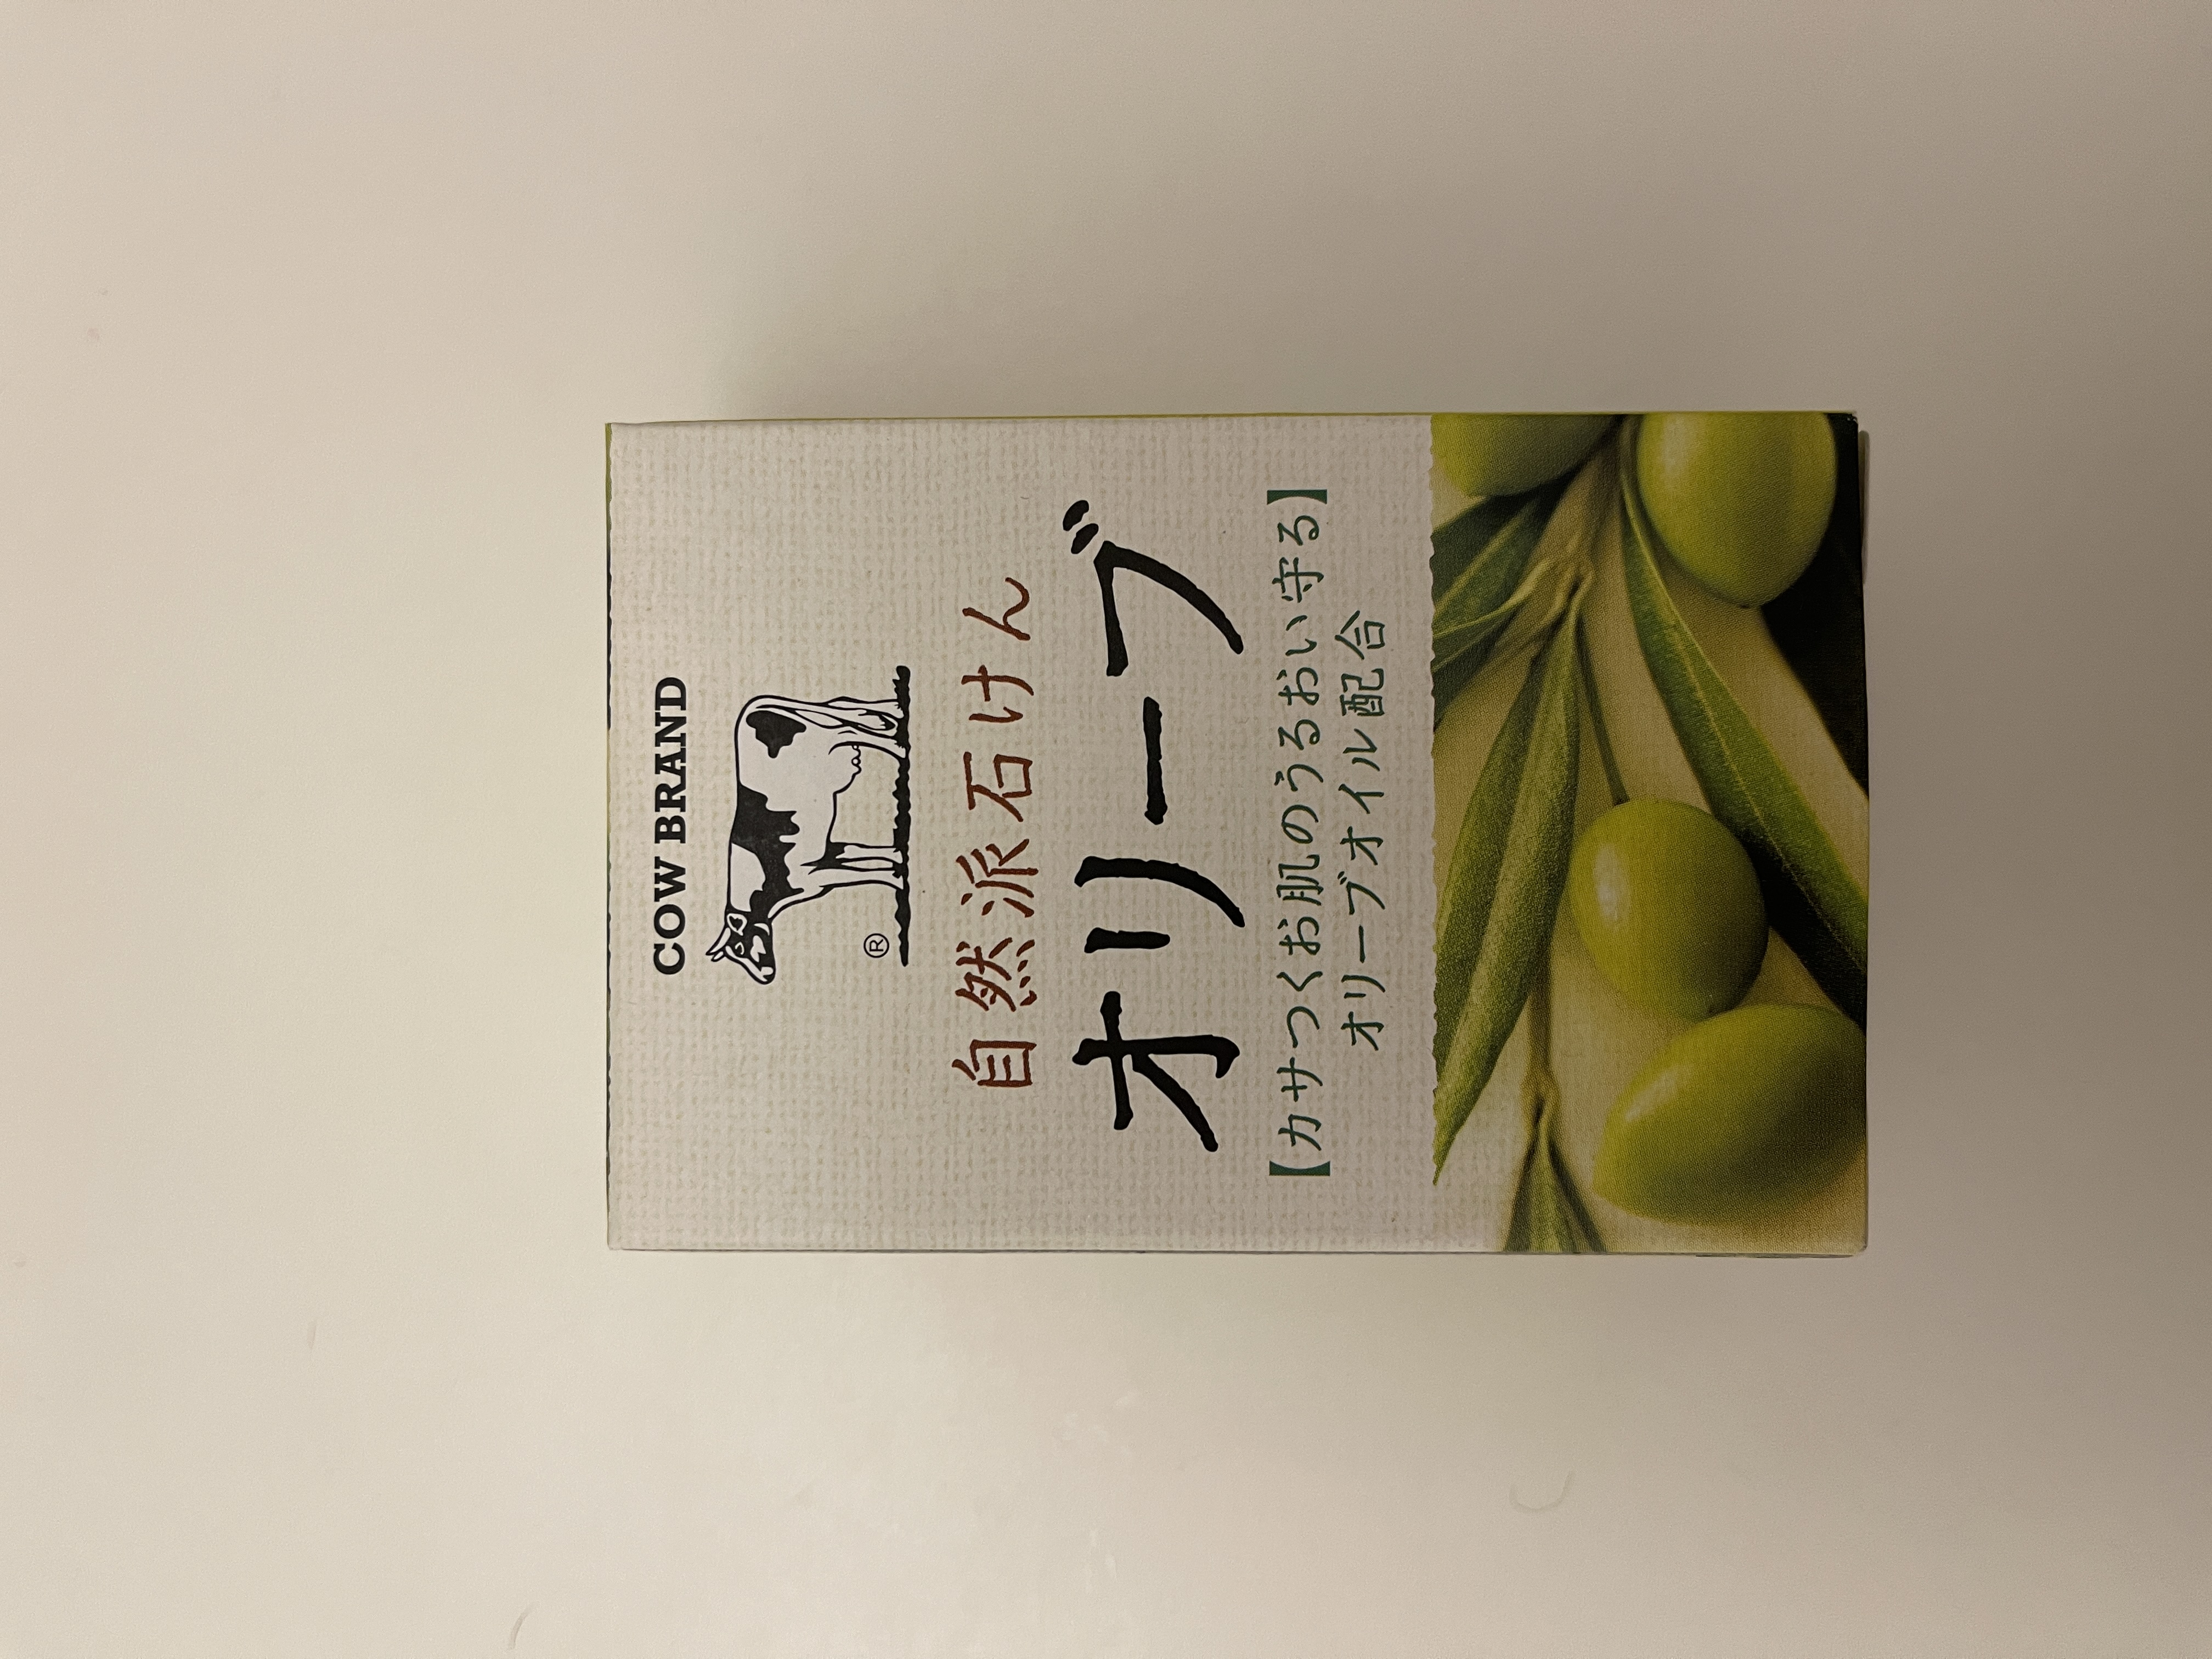 COW BRAND
®
自然派石けん
オリーブ
【カサつくお肌のうるおい守る】
オリーブオイル配合